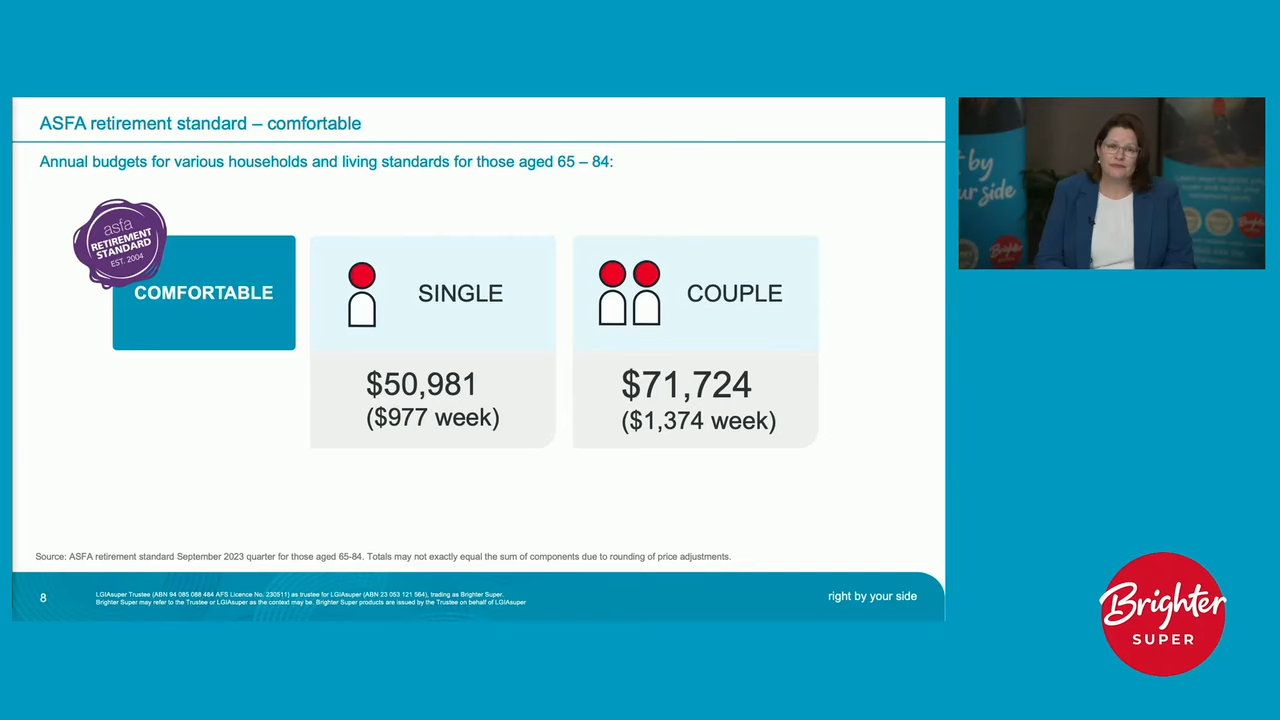 ASFA retirement standard – comfortable
Annual budgets for various households and living standards for those aged 65 – 84:
asfa
RETIREMENT
STANDARD
EST. 2004
COMFORTABLE
SINGLE
COUPLE
$50,981
($977 week)
$71,724
($1,374 week)
Source: ASFA retirement standard September 2023 quarter for those aged 65-84. Totals may not exactly equal the sum of components due to rounding of price adjustments.
8
LGIAsuper Trustee (ABN 94 085 088 484 AFS Licence No. 230511) as trustee for LGIAsuper (ABN 23 053 121 564), trading as Brighter Super.
Brighter Super may refer to the Trustee or LGIAsuper as the context may be. Brighter Super products are issued by the Trustee on behalf of LGIAsuper
right by your side
by
side
Brighter
Brighter
SUPER